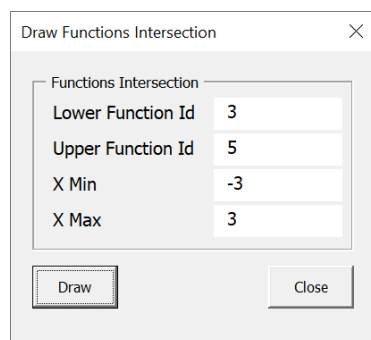 Draw Functions Intersection
Functions Intersection
Lower Function Id 3
Upper Function Id 5
X Min -3
X Max 3
Draw Close